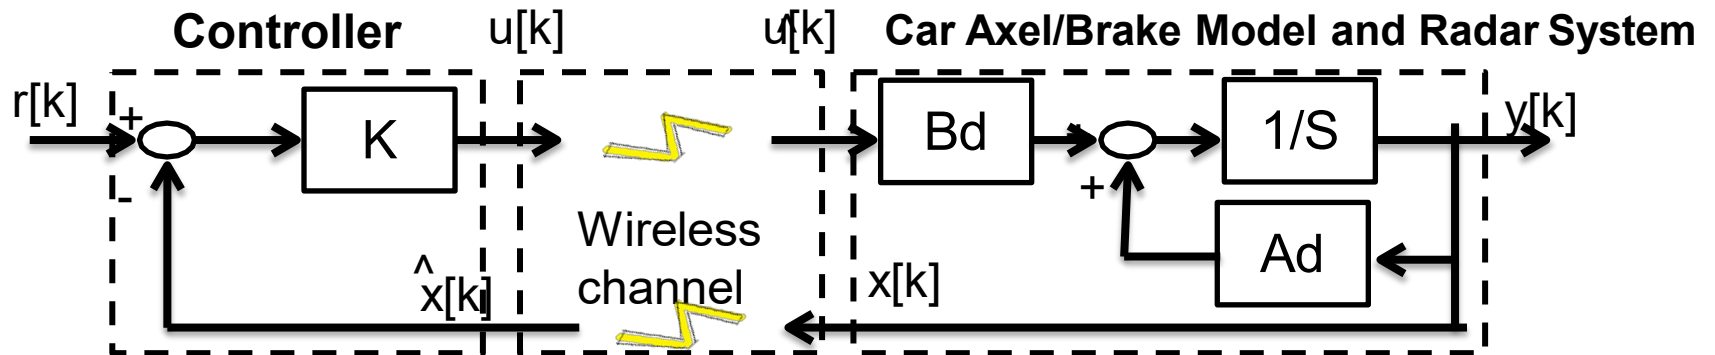 Controller
u[k]
û[k]
Car Axel/Brake Model and Radar System
r[k]
+
-
K
Bd
+
1/S
y[k]
Ad
+
Wireless
channel
^
x[k]
x[k]